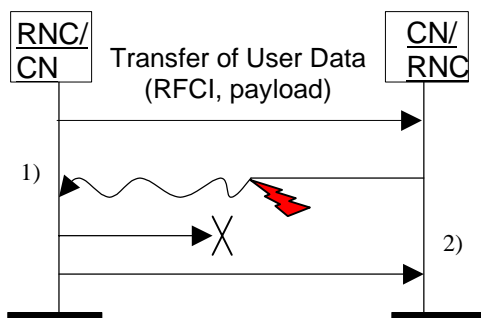 RNC/
CN
CN/
RNC
Transfer of User Data
(RFCI, payload)
1)
2)